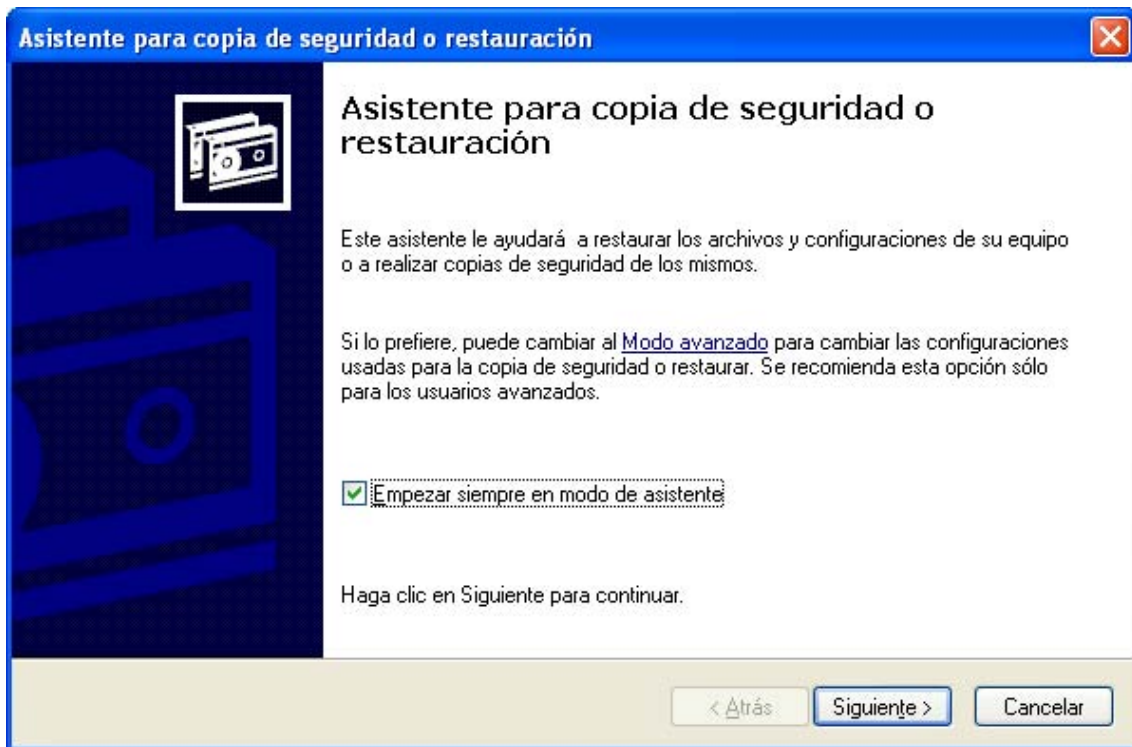 Asistente para copia de seguridad o restauración
Asistente para copia de seguridad o
restauración
Este asistente le ayudará  a restaurar los archivos y configuraciones de su equipo
o a realizar copias de seguridad de los mismos.
Si lo prefiere, puede cambiar al Modo avanzado para cambiar las configuraciones
usadas para la copia de seguridad o restaurar. Se recomienda esta opción sólo
para los usuarios avanzados.
Empezar siempre en modo de asistente
Haga clic en Siguiente para continuar.
< Atrás
Siguiente >
Cancelar